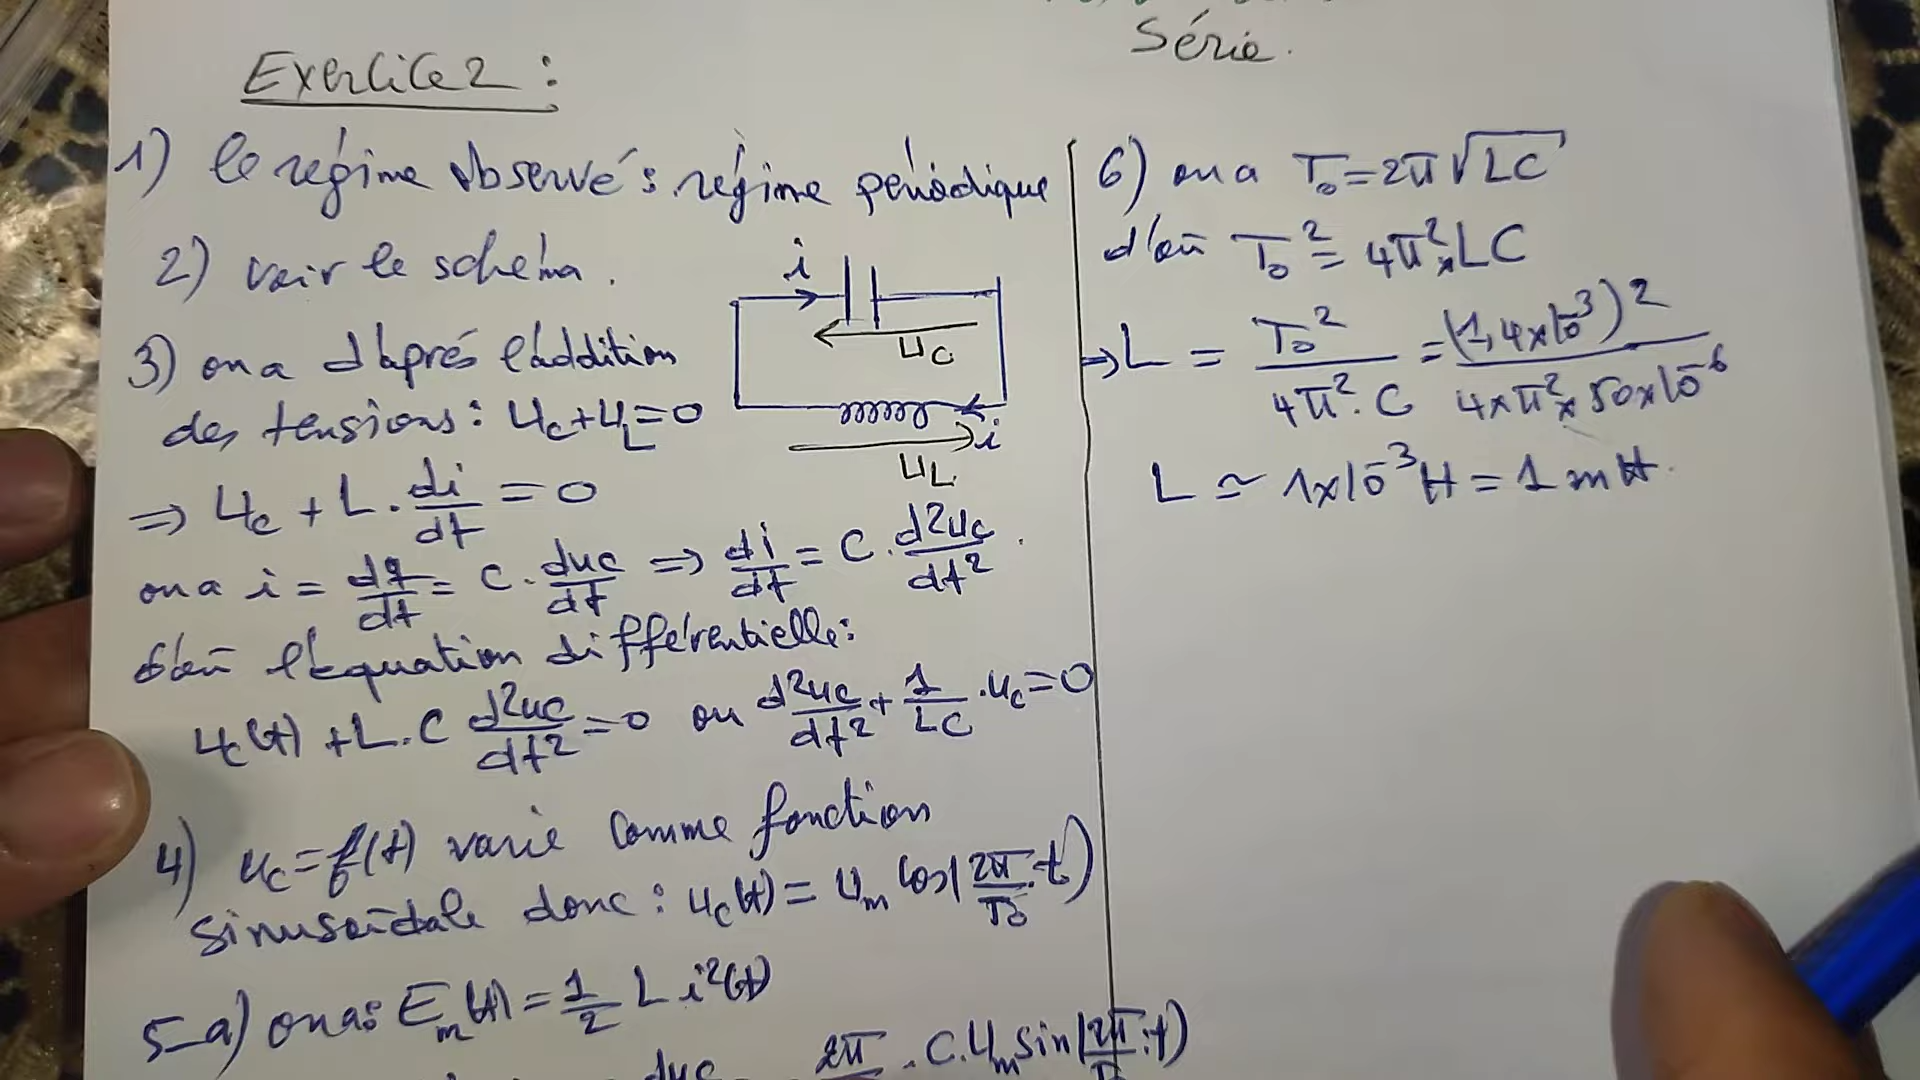 Série.
Exercice 2 :
1) le régime observé : régime périodique
2) voir le schéma.
i
uc
i
uL
3) on a d'après l'addition
des tensions : uc + uL = 0
⇒ uc + L . di/dt = 0
on a i = dq/dt = C . duc/dt ⇒ di/dt = C . d²uc/dt² .
d'où l'équation différentielle :
uc(t) + L . C d²uc/dt² = 0 ou d²uc/dt² + 1/LC . uc = 0
4) uc = f(t) varie comme fonction
sinusoïdale donc : uc(t) = Um cos(2π/T0 . t)
5-a) on a : Em(t) = 1/2 L i²(t)
duc 2π . C . Um sin(2π . t)
6) on a T0 = 2π √LC
d'où T0² = 4π² × LC
⇒ L = T0² / 4π² . C = (1,4×10⁻³)² / 4×π²×50×10⁻⁶
L ≃ 1×10⁻³ H = 1 mH.